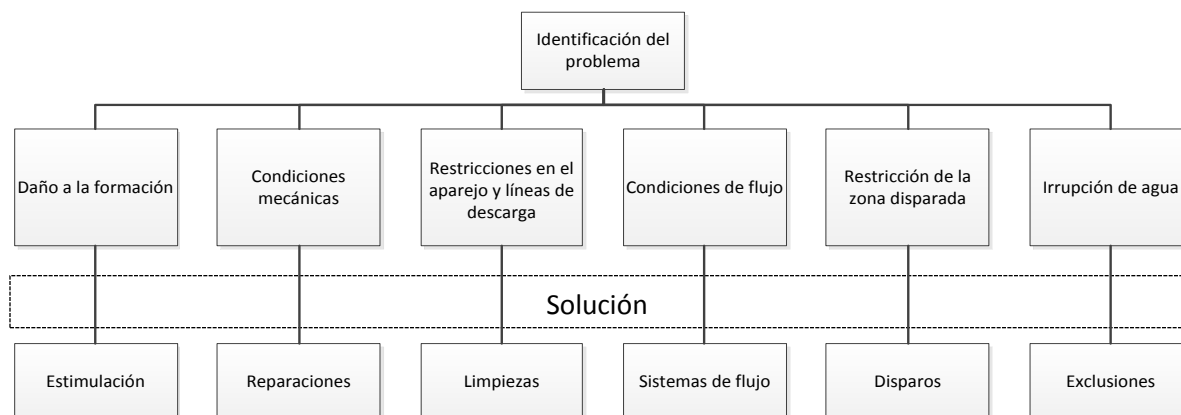 Identificación del
problema
Daño a la formación
Condiciones
mecánicas
Restricciones en el
aparejo y líneas de
descarga
Condiciones de flujo
Restricción de la
zona disparada
Irrupción de agua
Solución
Estimulación
Reparaciones
Limpiezas
Sistemas de flujo
Disparos
Exclusiones